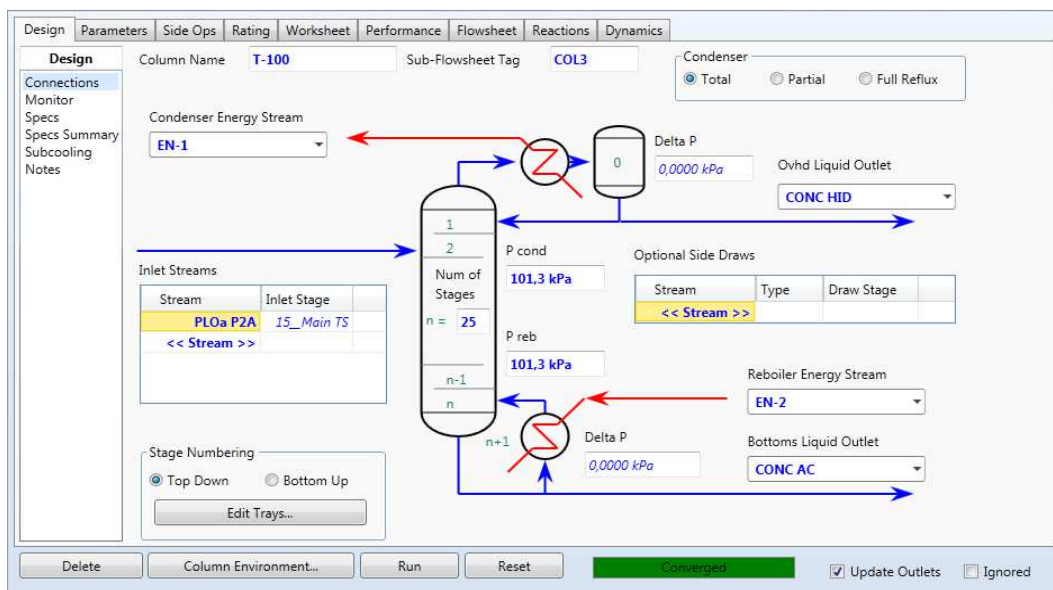 Design Parameters Side Ops Rating Worksheet Performance Flowsheet Reactions Dynamics
Design
Connections
Monitor
Specs
Specs Summary
Subcooling
Notes
Column Name T-100 Sub-Flowsheet Tag COL3
Condenser
Total Partial Full Reflux
Condenser Energy Stream
EN-1
0
Delta P
0,0000 kPa
Ovhd Liquid Outlet
CONC HID
1
2
Num of
Stages
n = 25
n-1
n
n+1
P cond
101,3 kPa
P reb
101,3 kPa
Inlet Streams
Stream Inlet Stage
PLOa P2A 15__Main TS
<< Stream >>
Optional Side Draws
Stream Type Draw Stage
<< Stream >>
Reboiler Energy Stream
EN-2
Delta P
0,0000 kPa
Bottoms Liquid Outlet
CONC AC
Stage Numbering
Top Down Bottom Up
Edit Trays...
Delete Column Environment... Run Reset Converged Update Outlets Ignored